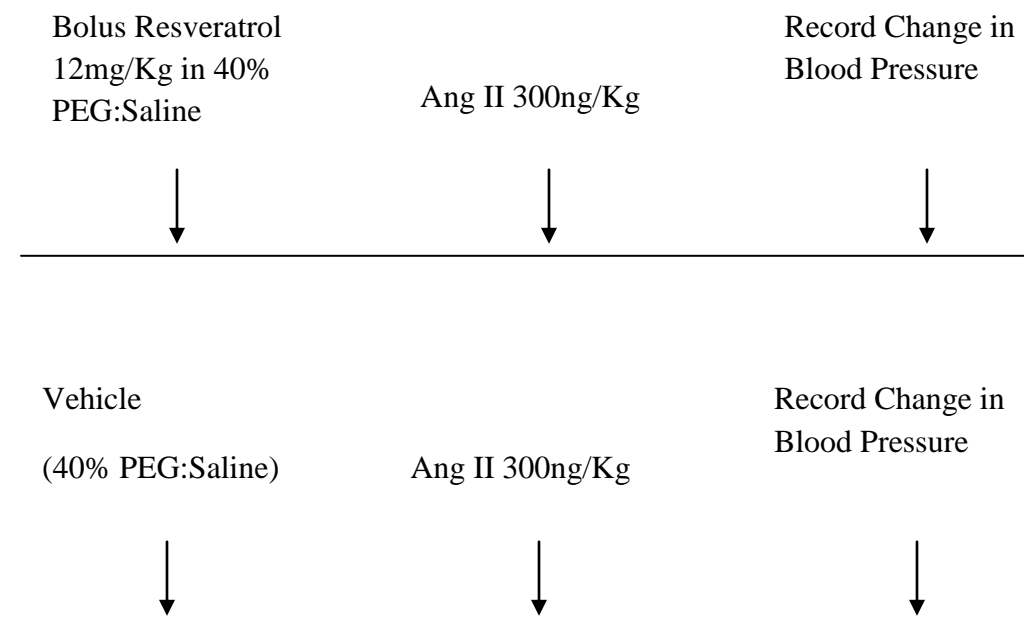 Bolus Resveratrol
12mg/Kg in 40%
PEG:Saline
Ang II 300ng/Kg
Record Change in
Blood Pressure
Vehicle
(40% PEG:Saline)
Ang II 300ng/Kg
Record Change in
Blood Pressure